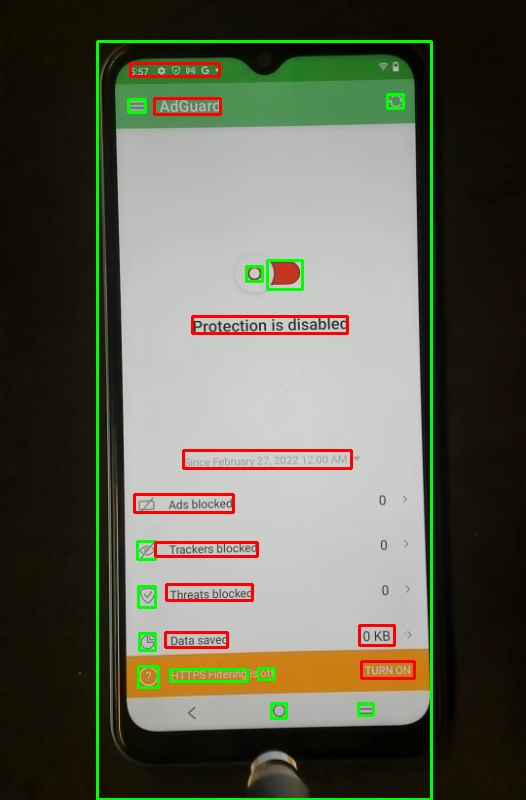 5:57 G
AdGuard
Protection is disabled
Since February 27, 2022 12:00 AM
Ads blocked 0
Trackers blocked 0
Threats blocked 0
Data saved 0 KB
? HTTPS Filtering is off TURN ON